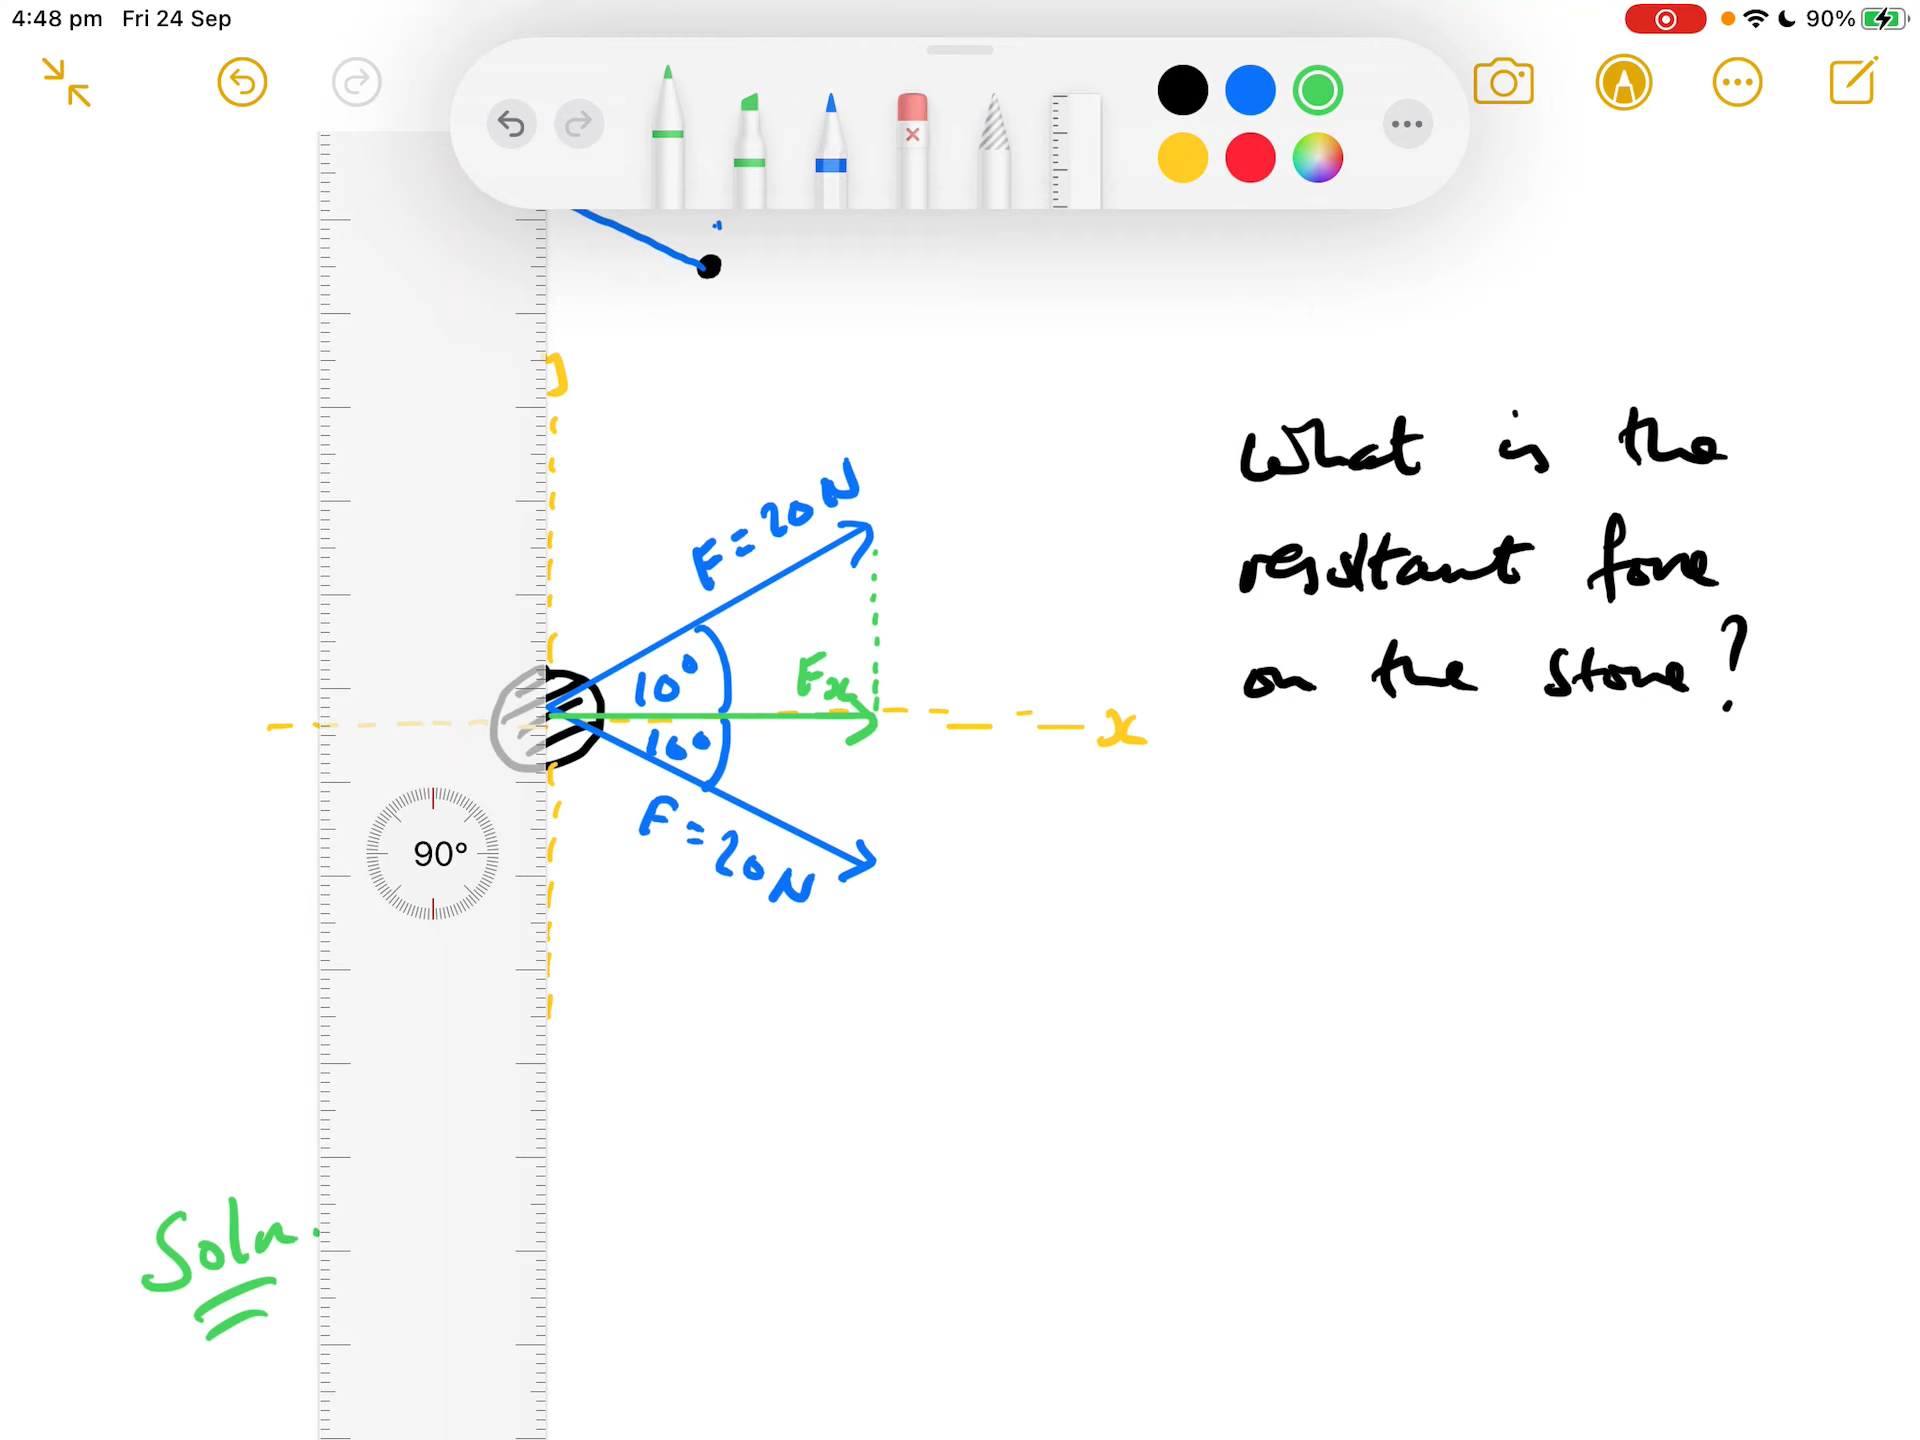 4:48 pm Fri 24 Sep
90%
y
F = 20N
10°
Fx
x
10°
F = 20N
90°
What is the
resultant force
on the stone?
Soln.